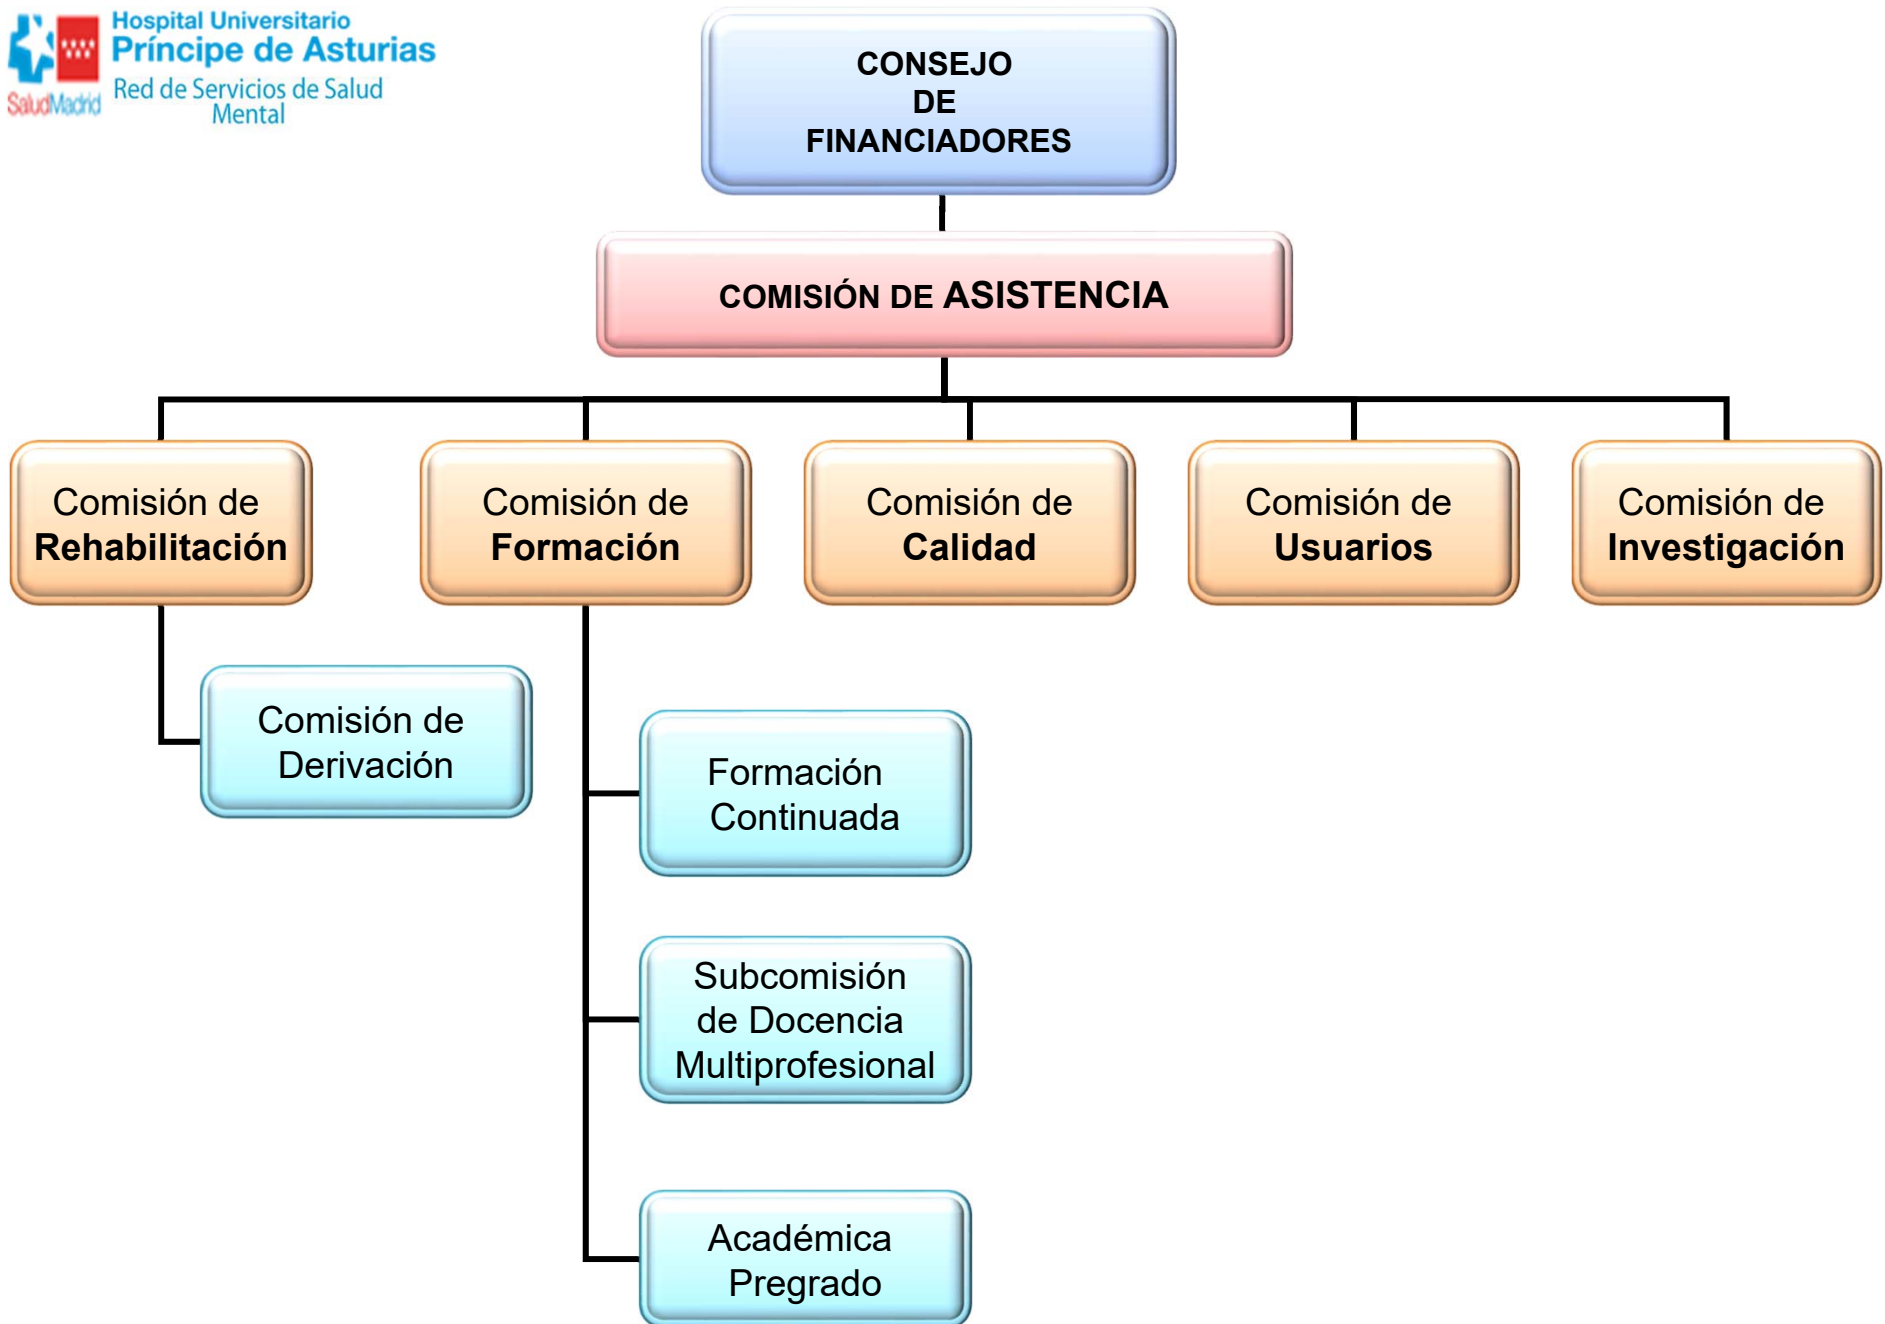 Hospital Universitario
Príncipe de Asturias
Red de Servicios de Salud
Mental
SaludMadrid
CONSEJO
DE
FINANCIADORES
COMISIÓN DE ASISTENCIA
Comisión de
Rehabilitación
Comisión de
Formación
Comisión de
Calidad
Comisión de
Usuarios
Comisión de
Investigación
Comisión de
Derivación
Formación
Continuada
Subcomisión
de Docencia
Multiprofesional
Académica
Pregrado